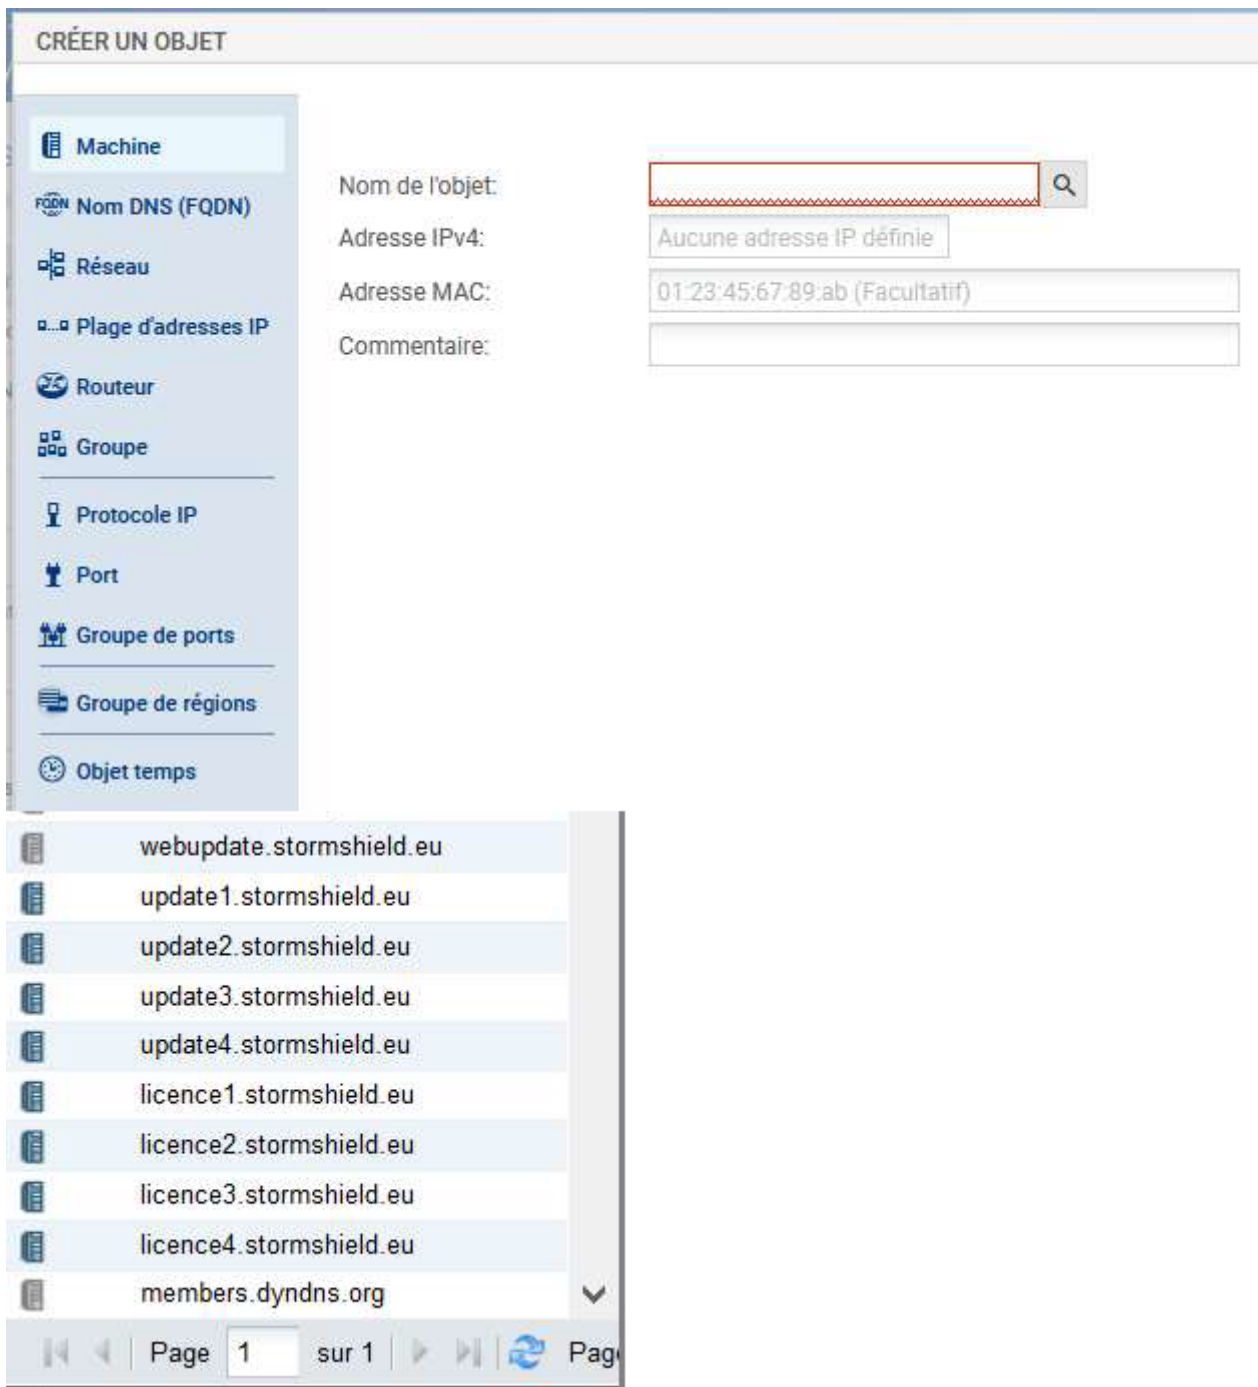 CRÉER UN OBJET
Machine
FQDN Nom DNS (FQDN)
Réseau
Plage d'adresses IP
Routeur
Groupe
Protocole IP
Port
Groupe de ports
Groupe de régions
Objet temps
Nom de l'objet:
Adresse IPv4: Aucune adresse IP définie
Adresse MAC: 01:23:45:67:89:ab (Facultatif)
Commentaire:
webupdate.stormshield.eu
update1.stormshield.eu
update2.stormshield.eu
update3.stormshield.eu
update4.stormshield.eu
licence1.stormshield.eu
licence2.stormshield.eu
licence3.stormshield.eu
licence4.stormshield.eu
members.dyndns.org
Page 1 sur 1 Pag